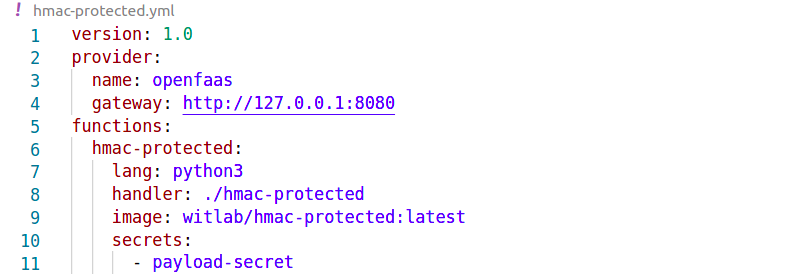 ! hmac-protected.yml
1 version: 1.0
2 provider:
3   name: openfaas
4   gateway: http://127.0.0.1:8080
5 functions:
6   hmac-protected:
7     lang: python3
8     handler: ./hmac-protected
9     image: witlab/hmac-protected:latest
10     secrets:
11       - payload-secret